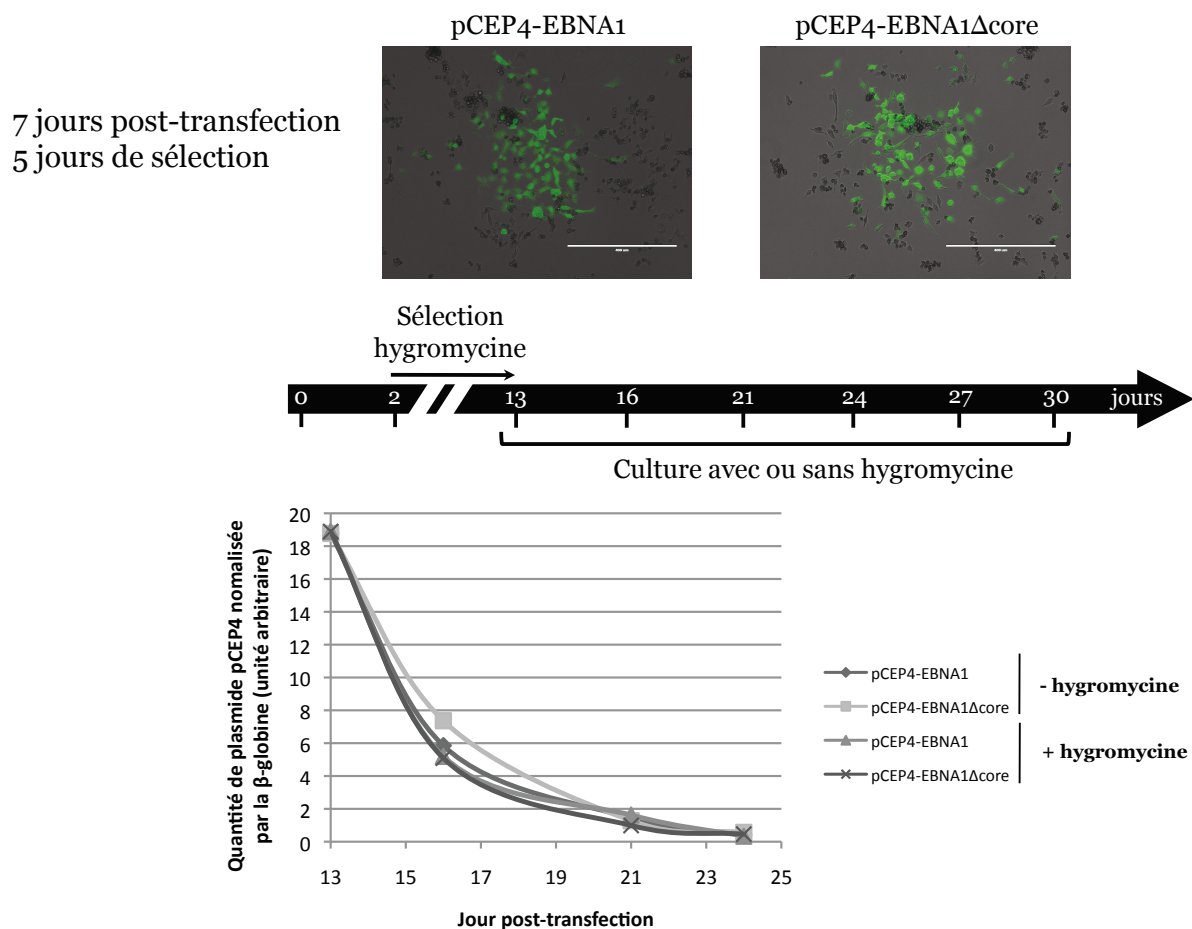 pCEP4-EBNA1
pCEP4-EBNA1Δcore
7 jours post-transfection
5 jours de sélection
Sélection
hygromycine
0 2 13 16 21 24 27 30 jours
Culture avec ou sans hygromycine
Quantité de plasmide pCEP4 nomalisée
par la β-globine (unité arbitraire)
20
18
16
14
12
10
8
6
4
2
0
13 15 17 19 21 23 25
Jour post-transfection
pCEP4-EBNA1
pCEP4-EBNA1Δcore
- hygromycine
pCEP4-EBNA1
pCEP4-EBNA1Δcore
+ hygromycine